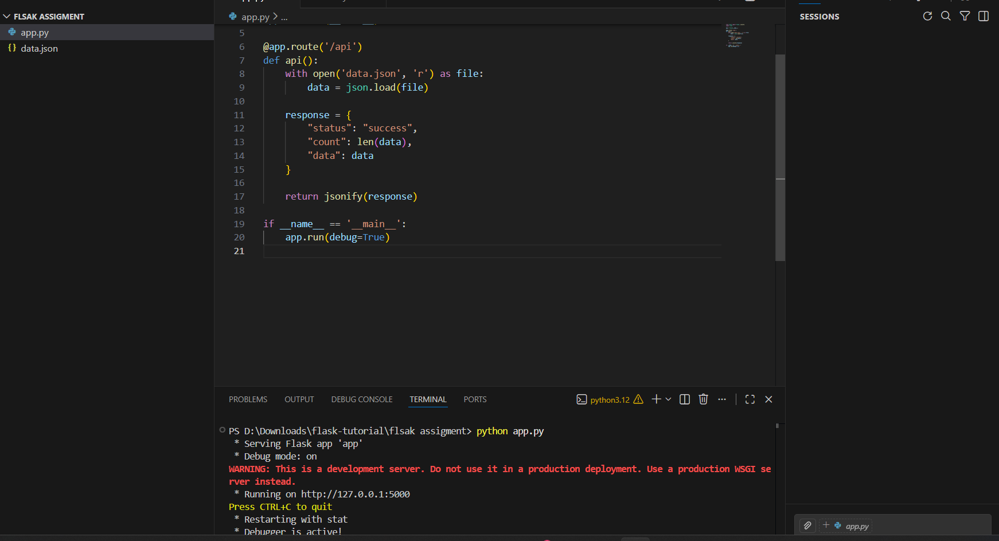 FLSAK ASSIGMENT
app.py
data.json
app.py > ...
5
6 @app.route('/api')
7 def api():
8 with open('data.json', 'r') as file:
9 data = json.load(file)
10
11 response = {
12 "status": "success",
13 "count": len(data),
14 "data": data
15 }
16
17 return jsonify(response)
18
19 if __name__ == '__main__':
20 app.run(debug=True)
21
PROBLEMS OUTPUT DEBUG CONSOLE TERMINAL PORTS python3.12
PS D:\Downloads\flask-tutorial\flsak assigment> python app.py
* Serving Flask app 'app'
* Debug mode: on
WARNING: This is a development server. Do not use it in a production deployment. Use a production WSGI se
rver instead.
* Running on http://127.0.0.1:5000
Press CTRL+C to quit
* Restarting with stat
* Debugger is active!
SESSIONS
app.py